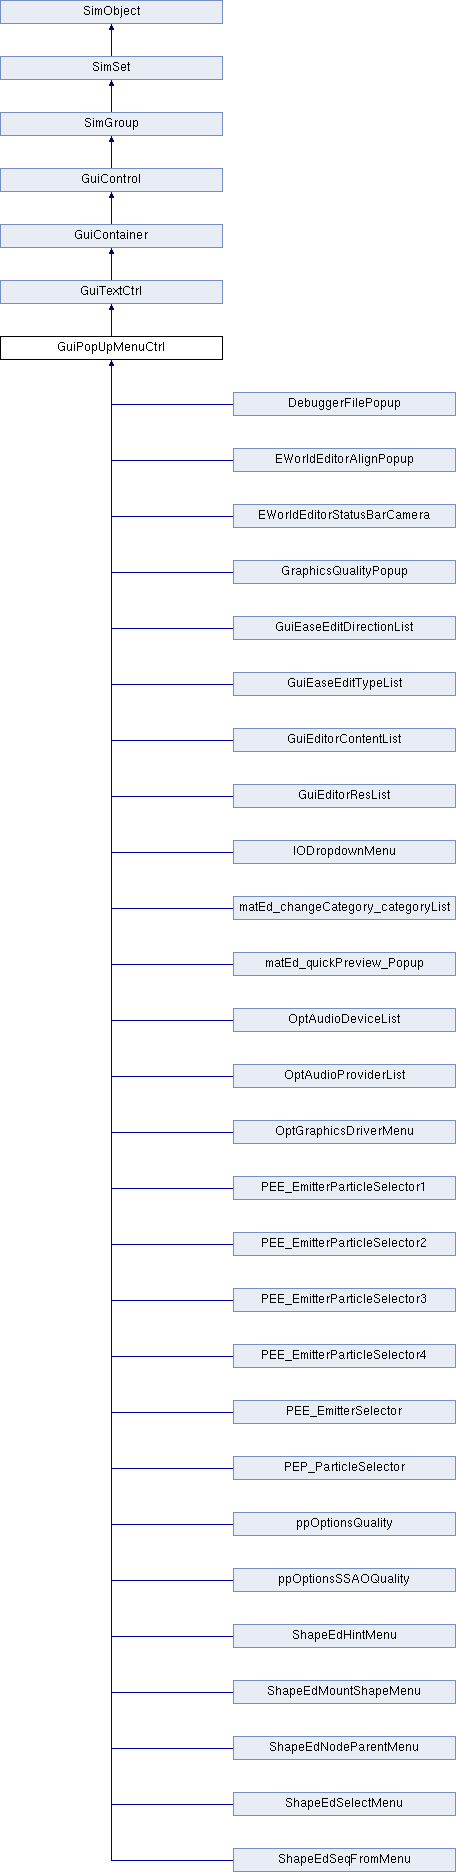 SimObject
SimSet
SimGroup
GuiControl
GuiContainer
GuiTextCtrl
GuiPopUpMenuCtrl
DebuggerFilePopup
EWorldEditorAlignPopup
EWorldEditorStatusBarCamera
GraphicsQualityPopup
GuiEaseEditDirectionList
GuiEaseEditTypeList
GuiEditorContentList
GuiEditorResList
IODropdownMenu
matEd_changeCategory_categoryList
matEd_quickPreview_Popup
OptAudioDeviceList
OptAudioProviderList
OptGraphicsDriverMenu
PEE_EmitterParticleSelector1
PEE_EmitterParticleSelector2
PEE_EmitterParticleSelector3
PEE_EmitterParticleSelector4
PEE_EmitterSelector
PEP_ParticleSelector
ppOptionsQuality
ppOptionsSSAOQuality
ShapeEdHintMenu
ShapeEdMountShapeMenu
ShapeEdNodeParentMenu
ShapeEdSelectMenu
ShapeEdSeqFromMenu